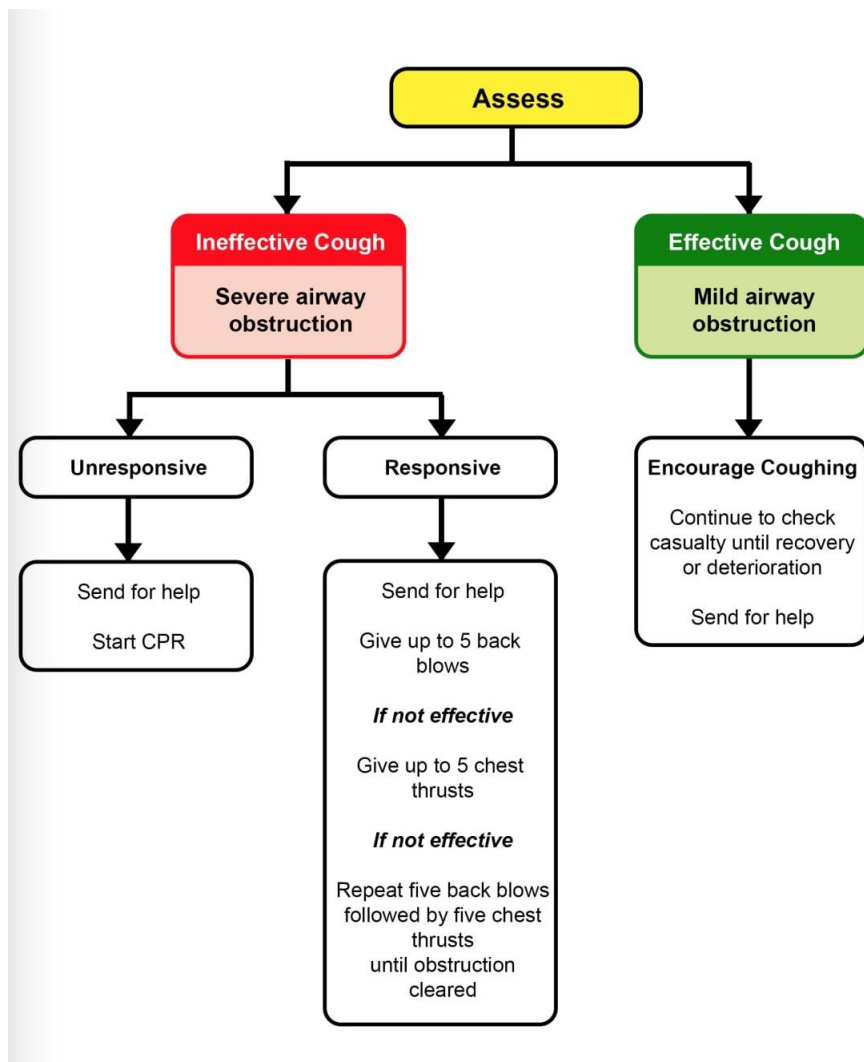 Assess
Ineffective Cough
Severe airway
obstruction
Effective Cough
Mild airway
obstruction
Unresponsive
Send for help
Start CPR
Responsive
Send for help
Give up to 5 back
blows
If not effective
Give up to 5 chest
thrusts
If not effective
Repeat five back blows
followed by five chest
thrusts
until obstruction
cleared
Encourage Coughing
Continue to check
casualty until recovery
or deterioration
Send for help